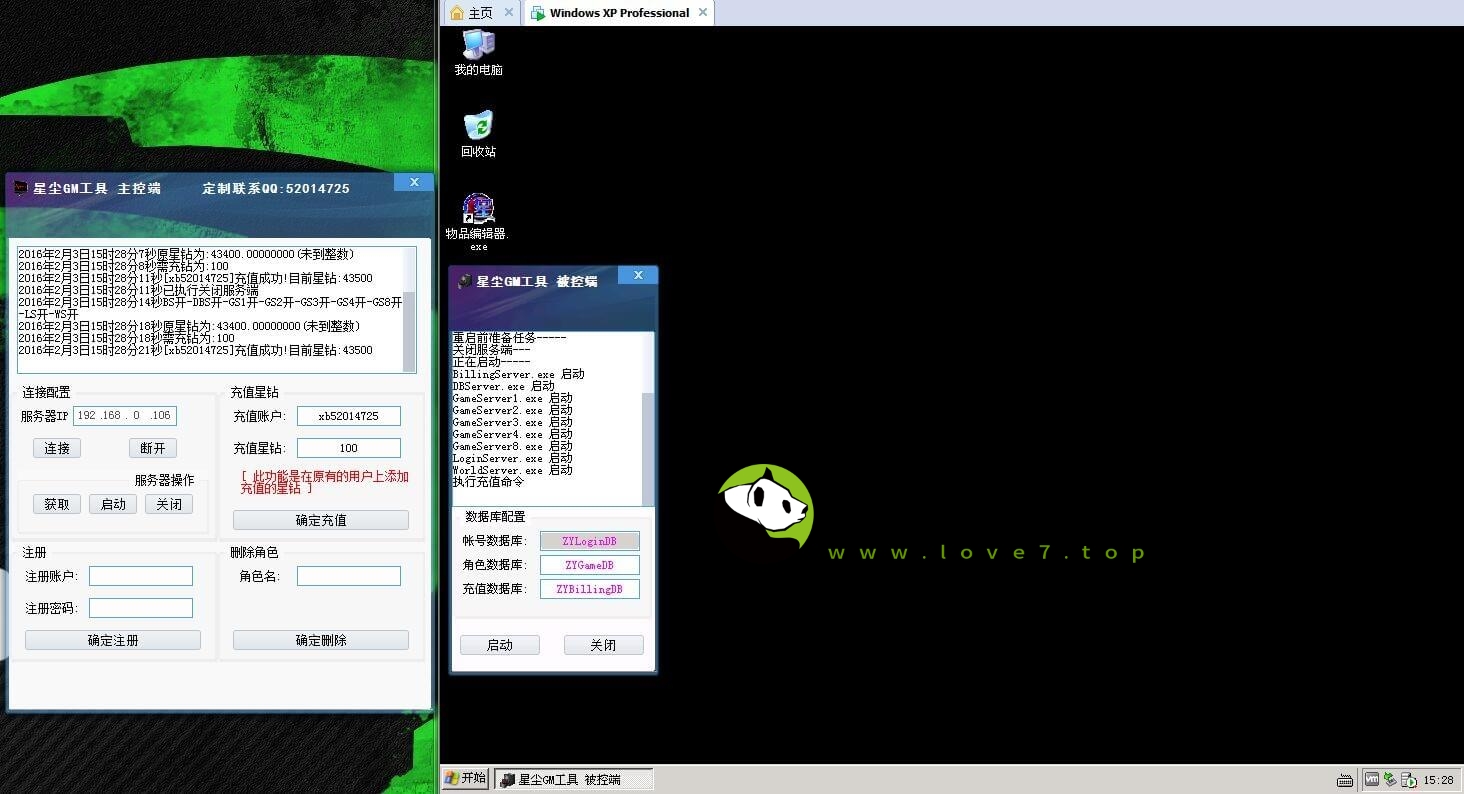 主页
Windows XP Professional
我的电脑
回收站
物品编辑器.
exe
星尘GM工具 主控端 定制联系QQ:52014725
2016年2月3日15时28分7秒原星钻为:43400.00000000(未到整数)
2016年2月3日15时28分8秒需充钻为:100
2016年2月3日15时28分11秒[xb52014725]充值成功!目前星钻:43500
2016年2月3日15时28分11秒已执行关闭服务端
2016年2月3日15时28分14秒BS开-DBS开-GS1开-GS2开-GS3开-GS4开-GS8开
-LS开-WS开
2016年2月3日15时28分18秒原星钻为:43400.00000000(未到整数)
2016年2月3日15时28分18秒需充钻为:100
2016年2月3日15时28分21秒[xb52014725]充值成功!目前星钻:43500
连接配置
服务器IP 192 .168 . 0 .106
连接 断开
服务器操作
获取 启动 关闭
充值星钻
充值账户: xb52014725
充值星钻: 100
[ 此功能是在原有的用户上添加
充值的星钻 ]
确定充值
注册
注册账户:
注册密码:
确定注册
删除角色
角色名:
确定删除
星尘GM工具 被控端
重启前准备任务-----
关闭服务端---
正在启动-----
BillingServer.exe 启动
DBServer.exe 启动
GameServer1.exe 启动
GameServer2.exe 启动
GameServer3.exe 启动
GameServer4.exe 启动
GameServer8.exe 启动
LoginServer.exe 启动
WorldServer.exe 启动
执行充值命令
数据库配置
帐号数据库: ZYLoginDB
角色数据库: ZYGameDB
充值数据库: ZYBillingDB
启动 关闭
www.love7.top
开始
星尘GM工具 被控端
15:28